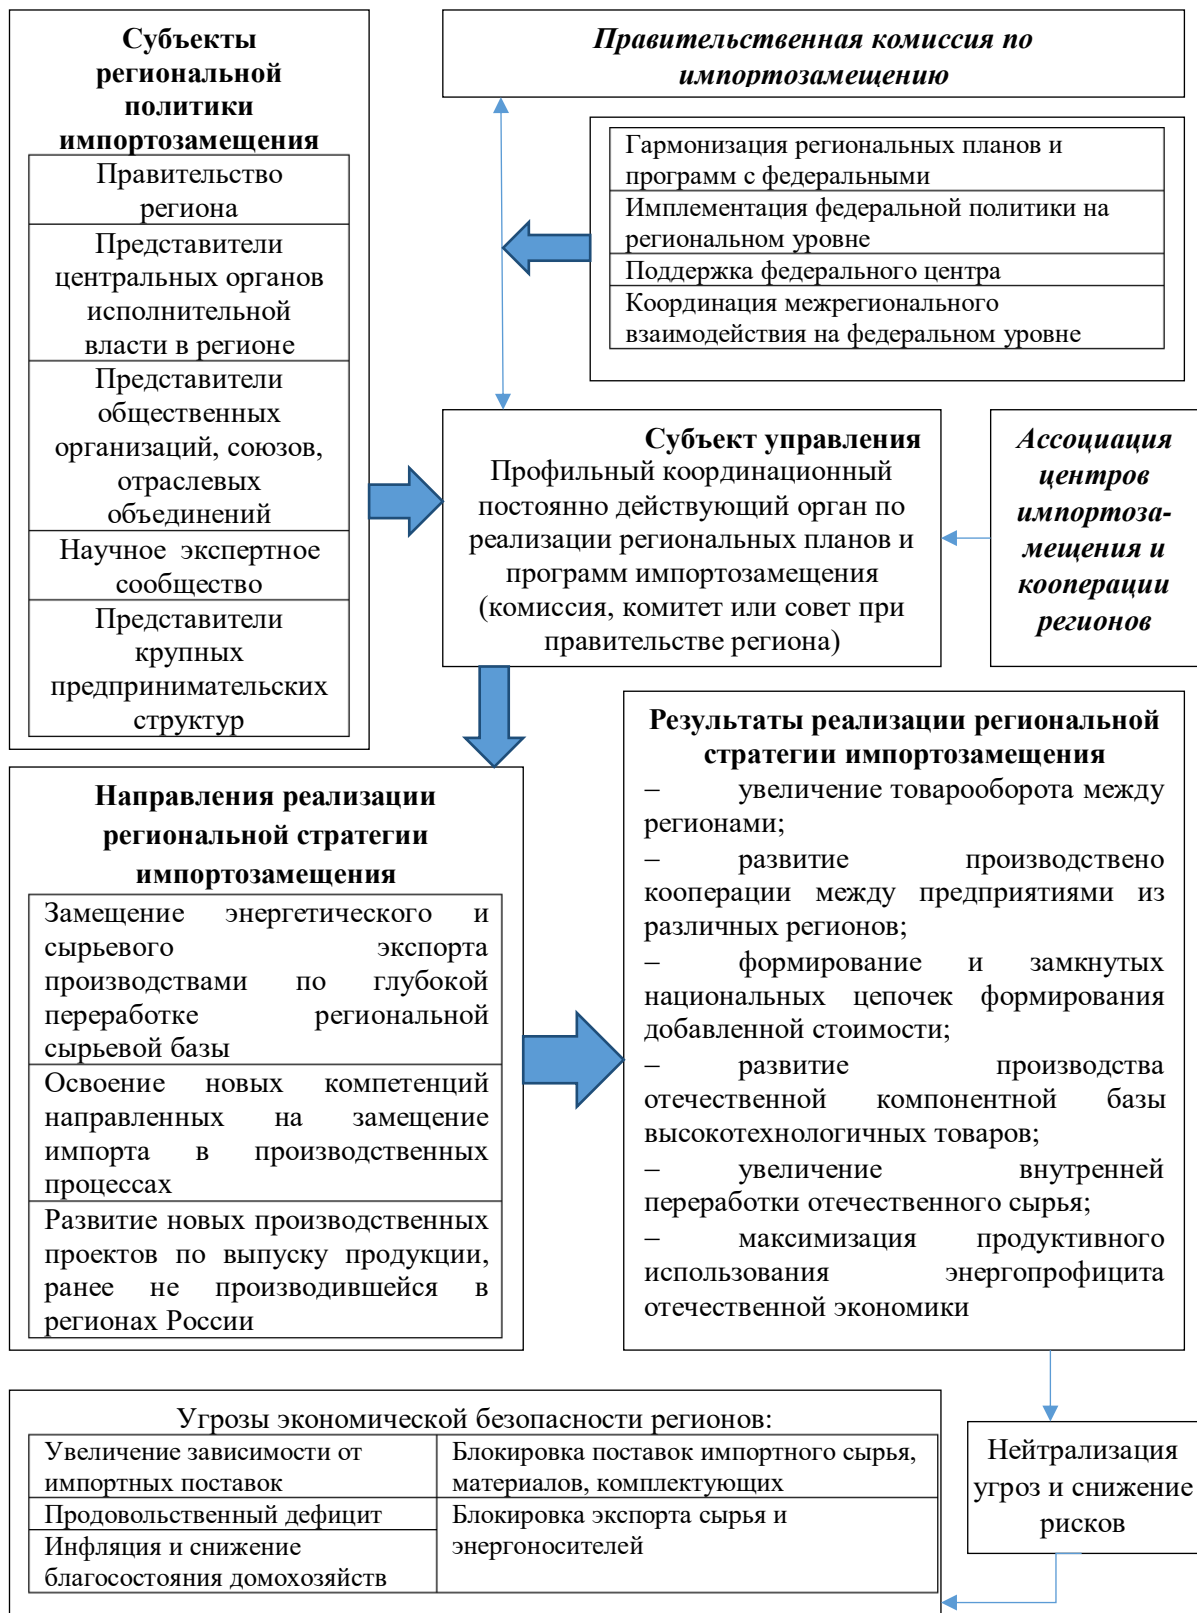 Субъекты
региональной
политики
импортозамещения
Правительство
региона
Представители
центральных органов
исполнительной
власти в регионе
Представители
общественных
организаций, союзов,
отраслевых
объединений
Научное экспертное
сообщество
Представители
крупных
предпринимательских
структур
Правительственная комиссия по
импортозамещению
Гармонизация региональных планов и
программ с федеральными
Имплементация федеральной политики на
региональном уровне
Поддержка федерального центра
Координация межрегионального
взаимодействия на федеральном уровне
Субъект управления
Профильный координационный
постоянно действующий орган по
реализации региональных планов и
программ импортозамещения
(комиссия, комитет или совет при
правительстве региона)
Ассоциация
центров
импортоза-
мещения и
кооперации
регионов
Направления реализации
региональной стратегии
импортозамещения
Замещение энергетического и
сырьевого экспорта
производствами по глубокой
переработке региональной
сырьевой базы
Освоение новых компетенций
направленных на замещение
импорта в производственных
процессах
Развитие новых производственных
проектов по выпуску продукции,
ранее не производившейся в
регионах России
Результаты реализации региональной
стратегии импортозамещения
– увеличение товарооборота между
регионами;
– развитие производствено
кооперации между предприятиями из
различных регионов;
– формирование и замкнутых
национальных цепочек формирования
добавленной стоимости;
– развитие производства
отечественной компонентной базы
высокотехнологичных товаров;
– увеличение внутренней
переработки отечественного сырья;
– максимизация продуктивного
использования энергопрофицита
отечественной экономики
Угрозы экономической безопасности регионов:
Увеличение зависимости от
импортных поставок
Продовольственный дефицит
Инфляция и снижение
благосостояния домохозяйств
Блокировка поставок импортного сырья,
материалов, комплектующих
Блокировка экспорта сырья и
энергоносителей
Нейтрализация
угроз и снижение
рисков